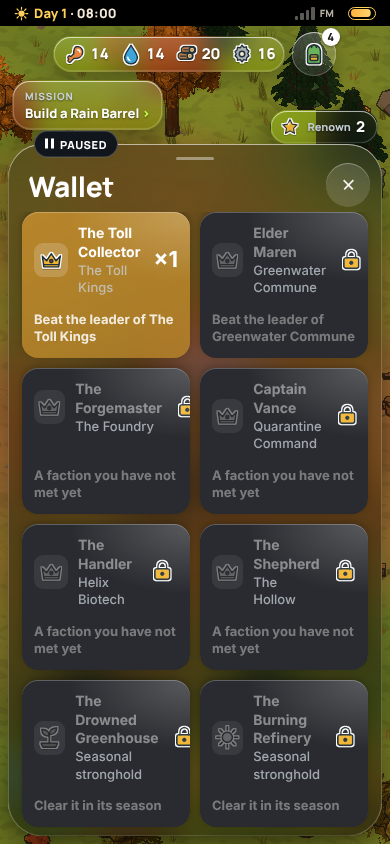 Day 1 · 08:00
FM
14
14
20
16
4
MISSION
Build a Rain Barrel ›
Renown 2
PAUSED
Wallet
The Toll
Collector
The Toll
Kings
×1
Beat the leader of The
Toll Kings
Elder
Maren
Greenwater
Commune
Beat the leader of
Greenwater Commune
The
Forgemaster
The Foundry
A faction you have not
met yet
Captain
Vance
Quarantine
Command
A faction you have not
met yet
The
Handler
Helix
Biotech
A faction you have not
met yet
The
Shepherd
The
Hollow
A faction you have not
met yet
The
Drowned
Greenhouse
Seasonal
stronghold
Clear it in its season
The
Burning
Refinery
Seasonal
stronghold
Clear it in its season